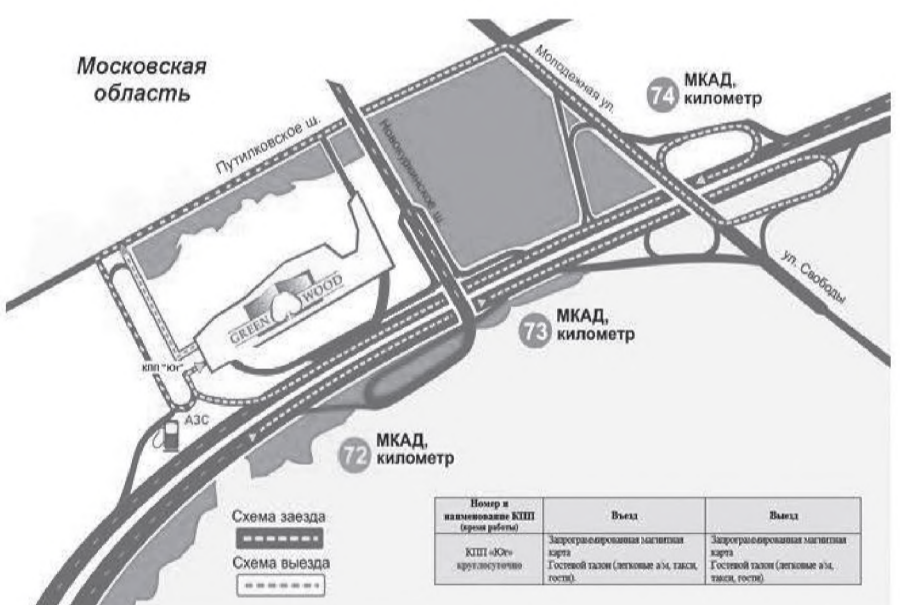 Московская
область
Молодежная ул.
74
МКАД,
километр
Путилковское ш.
Новокуркинское ш.
ул. Свободы
GREEN WOOD
73
МКАД,
километр
КПП "Юг"
АЗС
72
МКАД,
километр
Схема заезда
Схема выезда
Номер и
наименование КПП
(время работы)
Въезд
Выезд
КПП «Юг»
круглосуточно
Запрограммированная магнитная
карта
Гостевой талон (легковые а/м, такси,
гости).
Запрограммированная магнитная
карта
Гостевой талон (легковые а/м,
такси, гости).